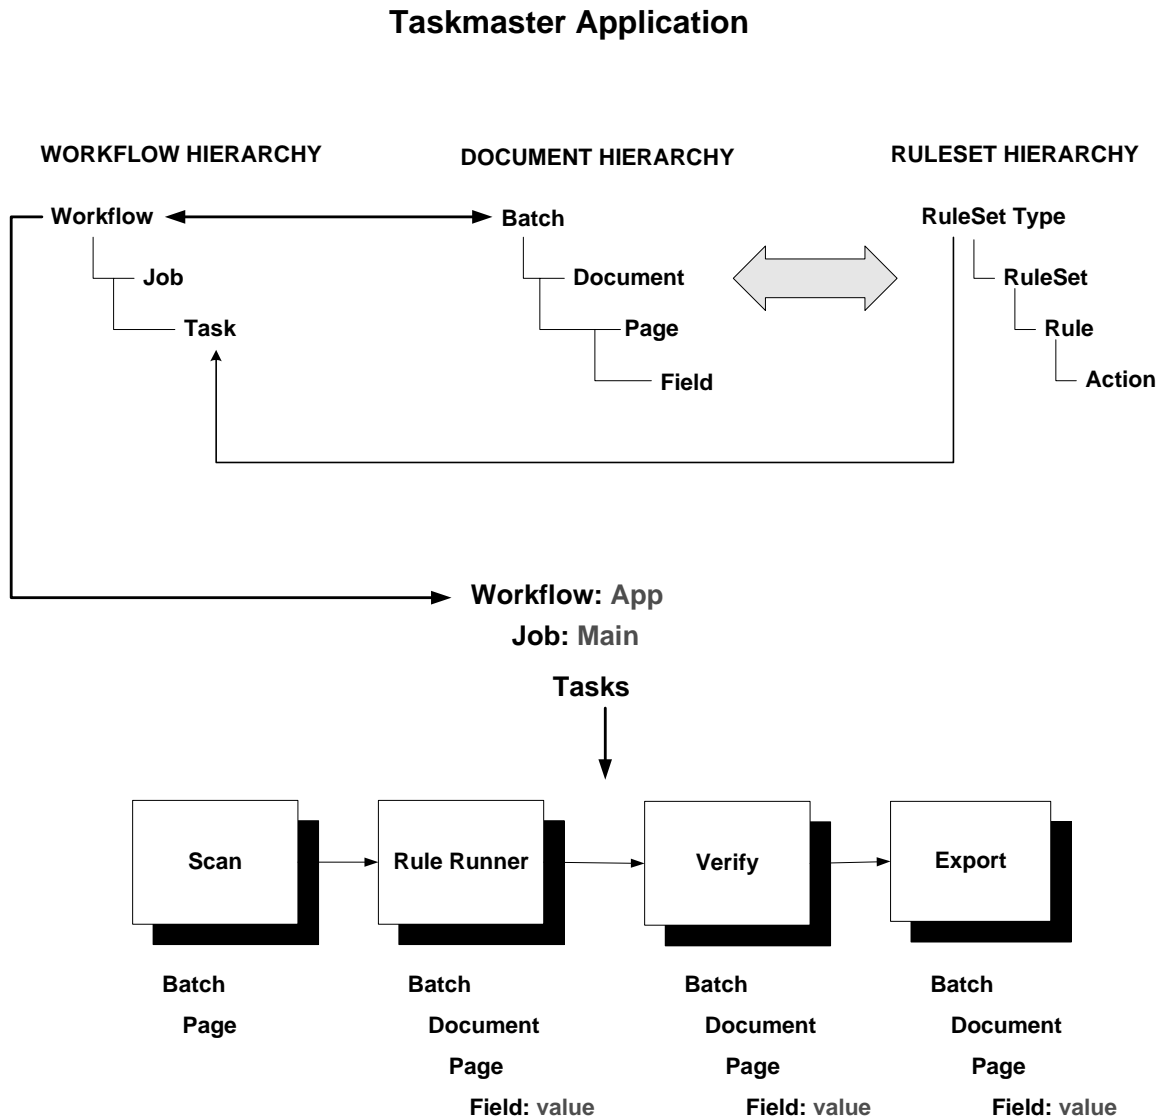 Taskmaster Application
WORKFLOW HIERARCHY
DOCUMENT HIERARCHY
RULESET HIERARCHY
Workflow
Batch
RuleSet Type
Job
Document
RuleSet
Task
Page
Rule
Field
Action
Workflow: App
Job: Main
Tasks
Scan
Rule Runner
Verify
Export
Batch
Page
Batch
Document
Page
Field: value
Batch
Document
Page
Field: value
Batch
Document
Page
Field: value